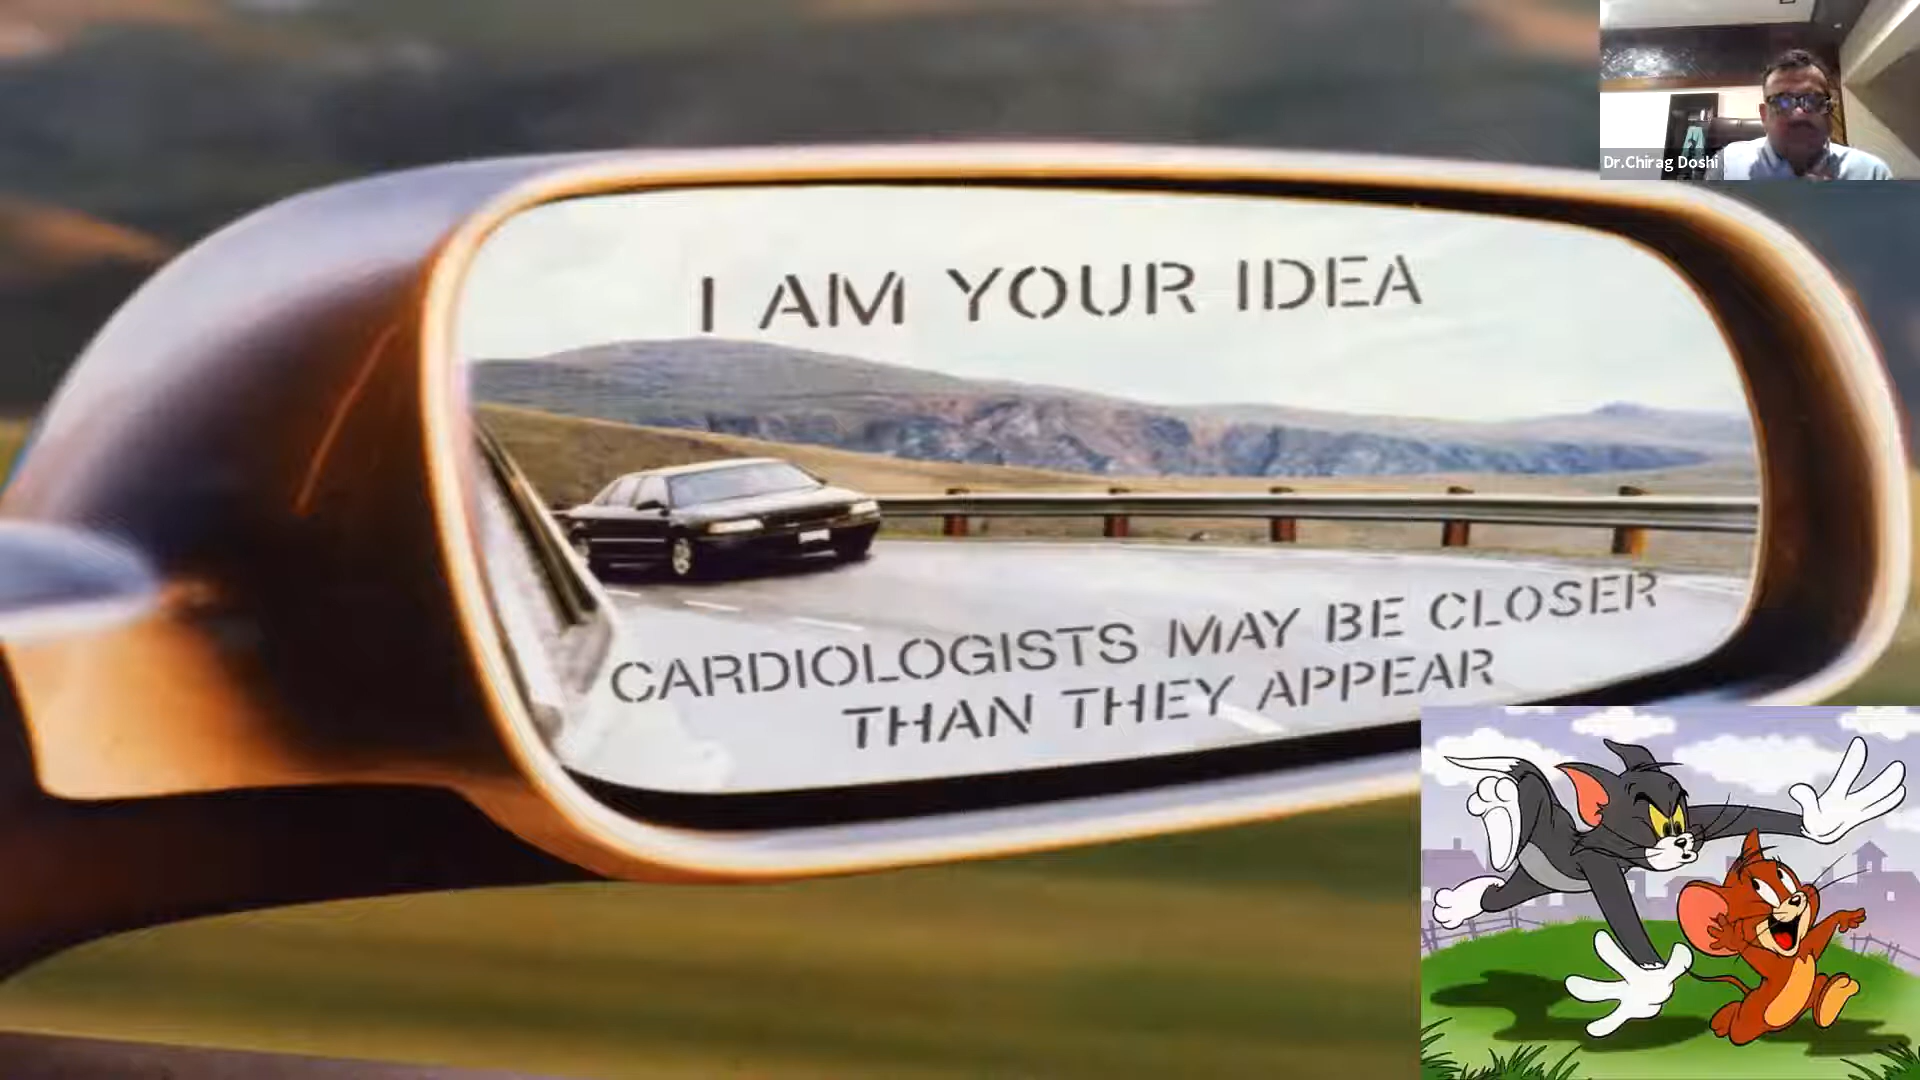 Dr.Chirag Doshi
I AM YOUR IDEA
CARDIOLOGISTS MAY BE CLOSER
THAN THEY APPEAR